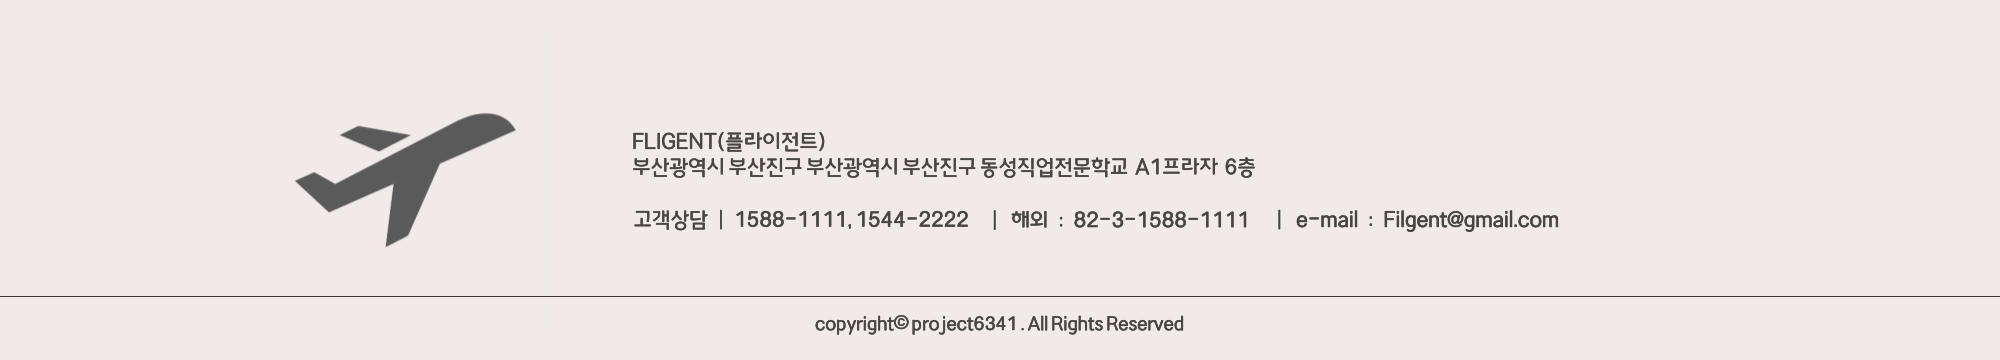 FLIGENT(플라이전트)
부산광역시 부산진구 부산광역시 부산진구 동성직업전문학교 A1프라자 6층
고객상담 | 1588-1111, 1544-2222 | 해외 : 82-3-1588-1111 | e-mail : Filgent@gmail.com
copyright© project6341. All Rights Reserved